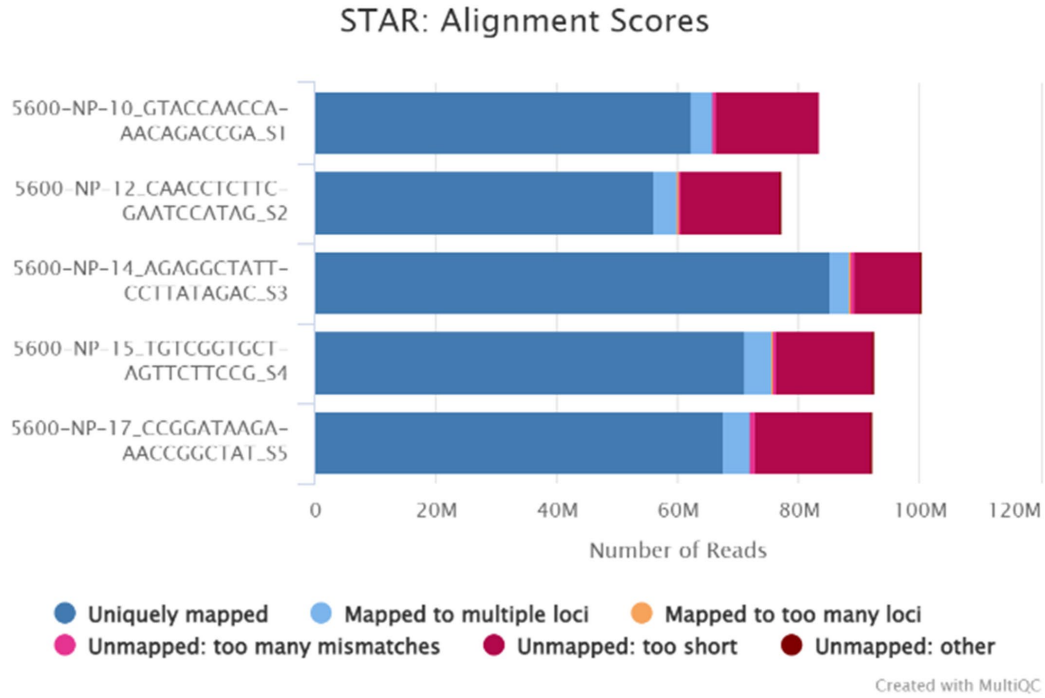 STAR: Alignment Scores
5600-NP-10_GTACCAACCA-
AACAGACCGA_S1
5600-NP-12_CAACCTCTTC-
GAATCCATAG_S2
5600-NP-14_AGAGGCTATT-
CCTTATAGAC_S3
5600-NP-15_TGTCGGTGCT-
AGTTCTTCCG_S4
5600-NP-17_CCGGATAAGA-
AACCGGCTAT_S5
0 20M 40M 60M 80M 100M 120M
Number of Reads
Uniquely mapped Mapped to multiple loci Mapped to too many loci
Unmapped: too many mismatches Unmapped: too short Unmapped: other
Created with MultiQC